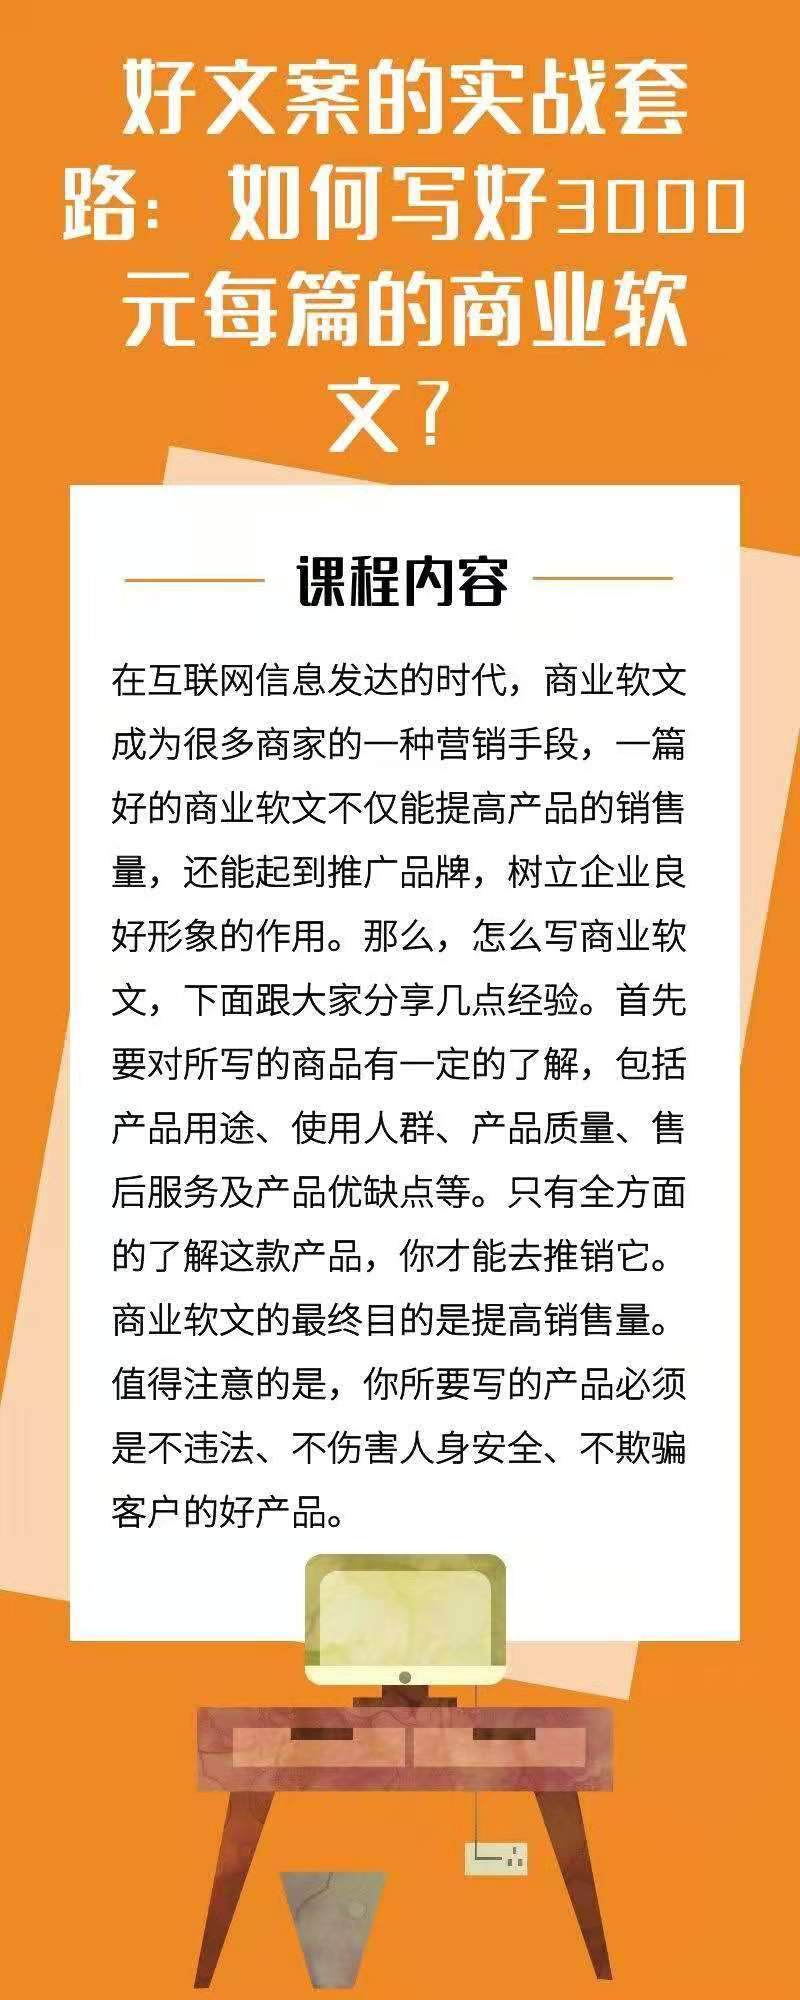 好文案的实战套
路：如何写好3000
元每篇的商业软
文？
课程内容
在互联网信息发达的时代，商业软文
成为很多商家的一种营销手段，一篇
好的商业软文不仅能提高产品的销售
量，还能起到推广品牌，树立企业良
好形象的作用。那么，怎么写商业软
文，下面跟大家分享几点经验。首先
要对所写的商品有一定的了解，包括
产品用途、使用人群、产品质量、售
后服务及产品优缺点等。只有全方面
的了解这款产品，你才能去推销它。
商业软文的最终目的是提高销售量。
值得注意的是，你所要写的产品必须
是不违法、不伤害人身安全、不欺骗
客户的好产品。